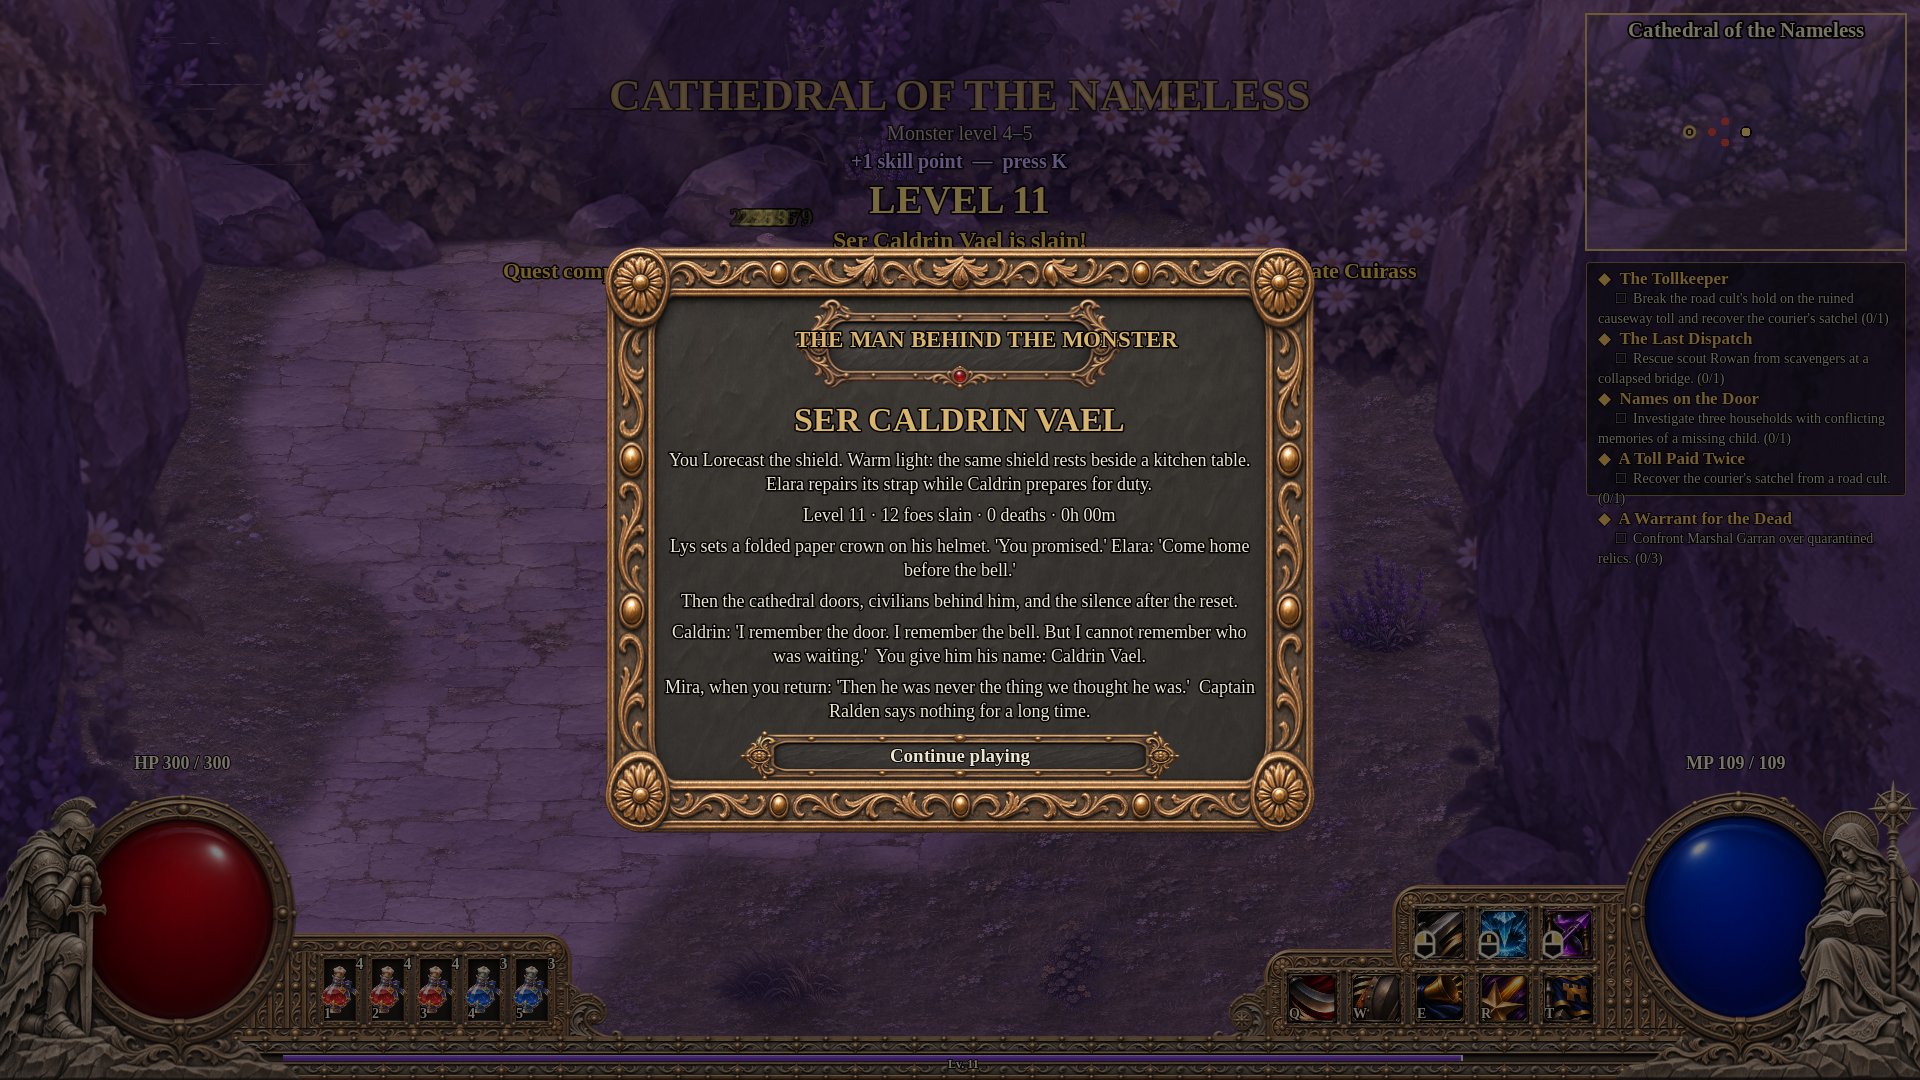 Cathedral of the Nameless
CATHEDRAL OF THE NAMELESS
Monster level 4–5
+1 skill point — press K
LEVEL 11
Ser Caldrin Vael is slain!
Quest comp
ate Cuirass
THE MAN BEHIND THE MONSTER
SER CALDRIN VAEL
You Lorecast the shield. Warm light: the same shield rests beside a kitchen table.
Elara repairs its strap while Caldrin prepares for duty.
Level 11 · 12 foes slain · 0 deaths · 0h 00m
Lys sets a folded paper crown on his helmet. 'You promised.' Elara: 'Come home
before the bell.'
Then the cathedral doors, civilians behind him, and the silence after the reset.
Caldrin: 'I remember the door. I remember the bell. But I cannot remember who
was waiting.'  You give him his name: Caldrin Vael.
Mira, when you return: 'Then he was never the thing we thought he was.'  Captain
Ralden says nothing for a long time.
Continue playing
◆ The Tollkeeper
☐ Break the road cult's hold on the ruined
causeway toll and recover the courier's satchel (0/1)
◆ The Last Dispatch
☐ Rescue scout Rowan from scavengers at a
collapsed bridge. (0/1)
◆ Names on the Door
☐ Investigate three households with conflicting
memories of a missing child. (0/1)
◆ A Toll Paid Twice
☐ Recover the courier's satchel from a road cult.
(0/1)
◆ A Warrant for the Dead
☐ Confront Marshal Garran over quarantined
relics. (0/3)
HP 300 / 300
MP 109 / 109
4 4 4 3 3
1 2 3 4 5
Q W E R T
Lv. 11